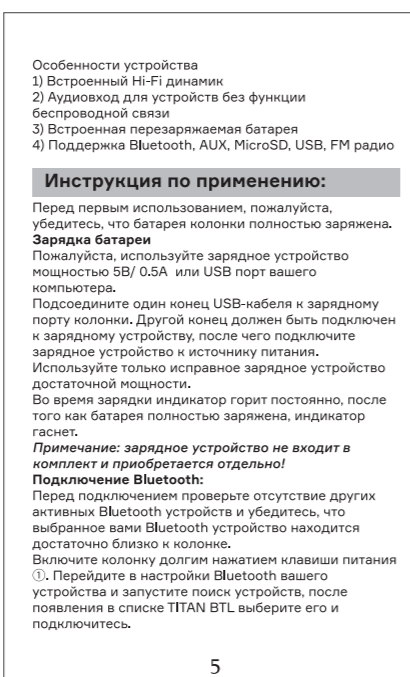 Особенности устройства
1) Встроенный Hi-Fi динамик
2) Аудиовход для устройств без функции
беспроводной связи
3) Встроенная перезаряжаемая батарея
4) Поддержка Bluetooth, AUX, MicroSD, USB, FM радио
Инструкция по применению:
Перед первым использованием, пожалуйста,
убедитесь, что батарея колонки полностью заряжена.
Зарядка батареи
Пожалуйста, используйте зарядное устройство
мощностью 5В/ 0.5А или USB порт вашего
компьютера.
Подсоедините один конец USB-кабеля к зарядному
порту колонки. Другой конец должен быть подключен
к зарядному устройству, после чего подключите
зарядное устройство к источнику питания.
Используйте только исправное зарядное устройство
достаточной мощности.
Во время зарядки индикатор горит постоянно, после
того как батарея полностью заряжена, индикатор
гаснет.
Примечание: зарядное устройство не входит в
комплект и приобретается отдельно!
Подключение Bluetooth:
Перед подключением проверьте отсутствие других
активных Bluetooth устройств и убедитесь, что
выбранное вами Bluetooth устройство находится
достаточно близко к колонке.
Включите колонку долгим нажатием клавиши питания
①. Перейдите в настройки Bluetooth вашего
устройства и запустите поиск устройств, после
появления в списке TITAN BTL выберите его и
подключитесь.
5